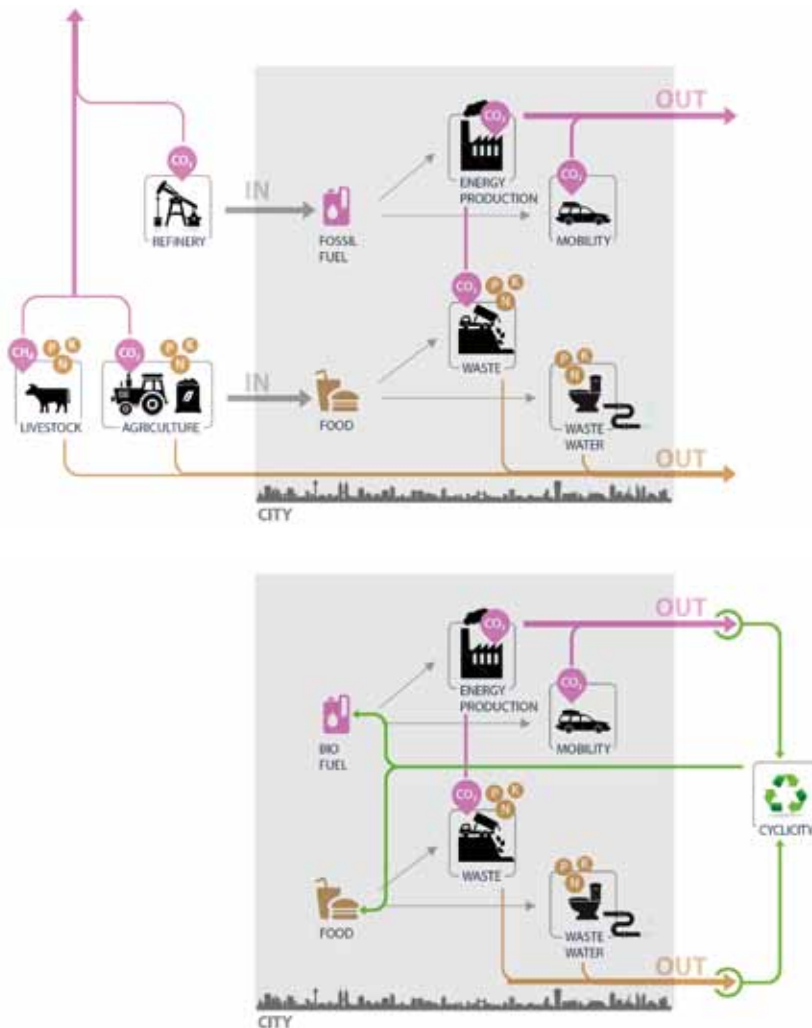 OUT
CO₂
CO₂
CO₂
IN
ENERGY
PRODUCTION
REFINERY
FOSSIL
FUEL
MOBILITY
CO₂
P
K
N
CH₄
P
K
N
CO₂
P
K
N
IN
WASTE
P
K
N
LIVESTOCK
AGRICULTURE
FOOD
WASTE
WATER
OUT
CITY
OUT
CO₂
CO₂
ENERGY
PRODUCTION
BIO
FUEL
MOBILITY
CO₂
P
K
N
CYCLICITY
WASTE
P
K
N
FOOD
WASTE
WATER
OUT
CITY